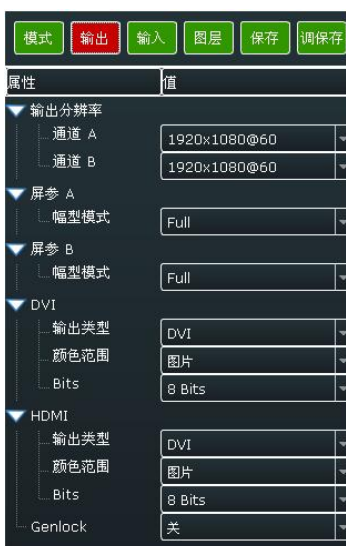 模式 输出 输入 图层 保存 调保存
属性 值
输出分辨率
通道 A 1920x1080@60
通道 B 1920x1080@60
屏参 A
幅型模式 Full
屏参 B
幅型模式 Full
DVI
输出类型 DVI
颜色范围 图片
Bits 8 Bits
HDMI
输出类型 DVI
颜色范围 图片
Bits 8 Bits
Genlock 关